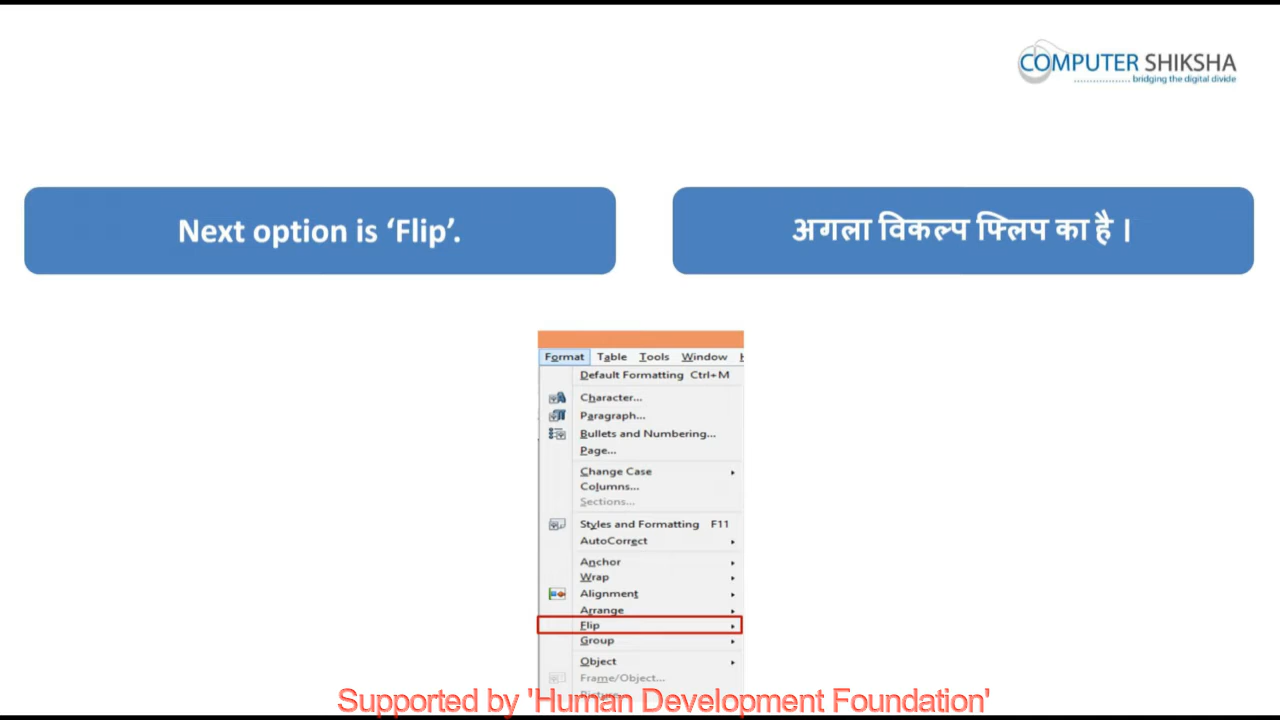 COMPUTER SHIKSHA
bridging the digital divide
Next option is ‘Flip’.
अगला विकल्प फ्लिप का है ।
Format Table Tools Window
Default Formatting Ctrl+M
Character...
Paragraph...
Bullets and Numbering...
Page...
Change Case
Columns...
Sections...
Styles and Formatting F11
AutoCorrect
Anchor
Wrap
Alignment
Arrange
Flip
Group
Object
Frame/Object...
Supported by 'Human Development Foundation'